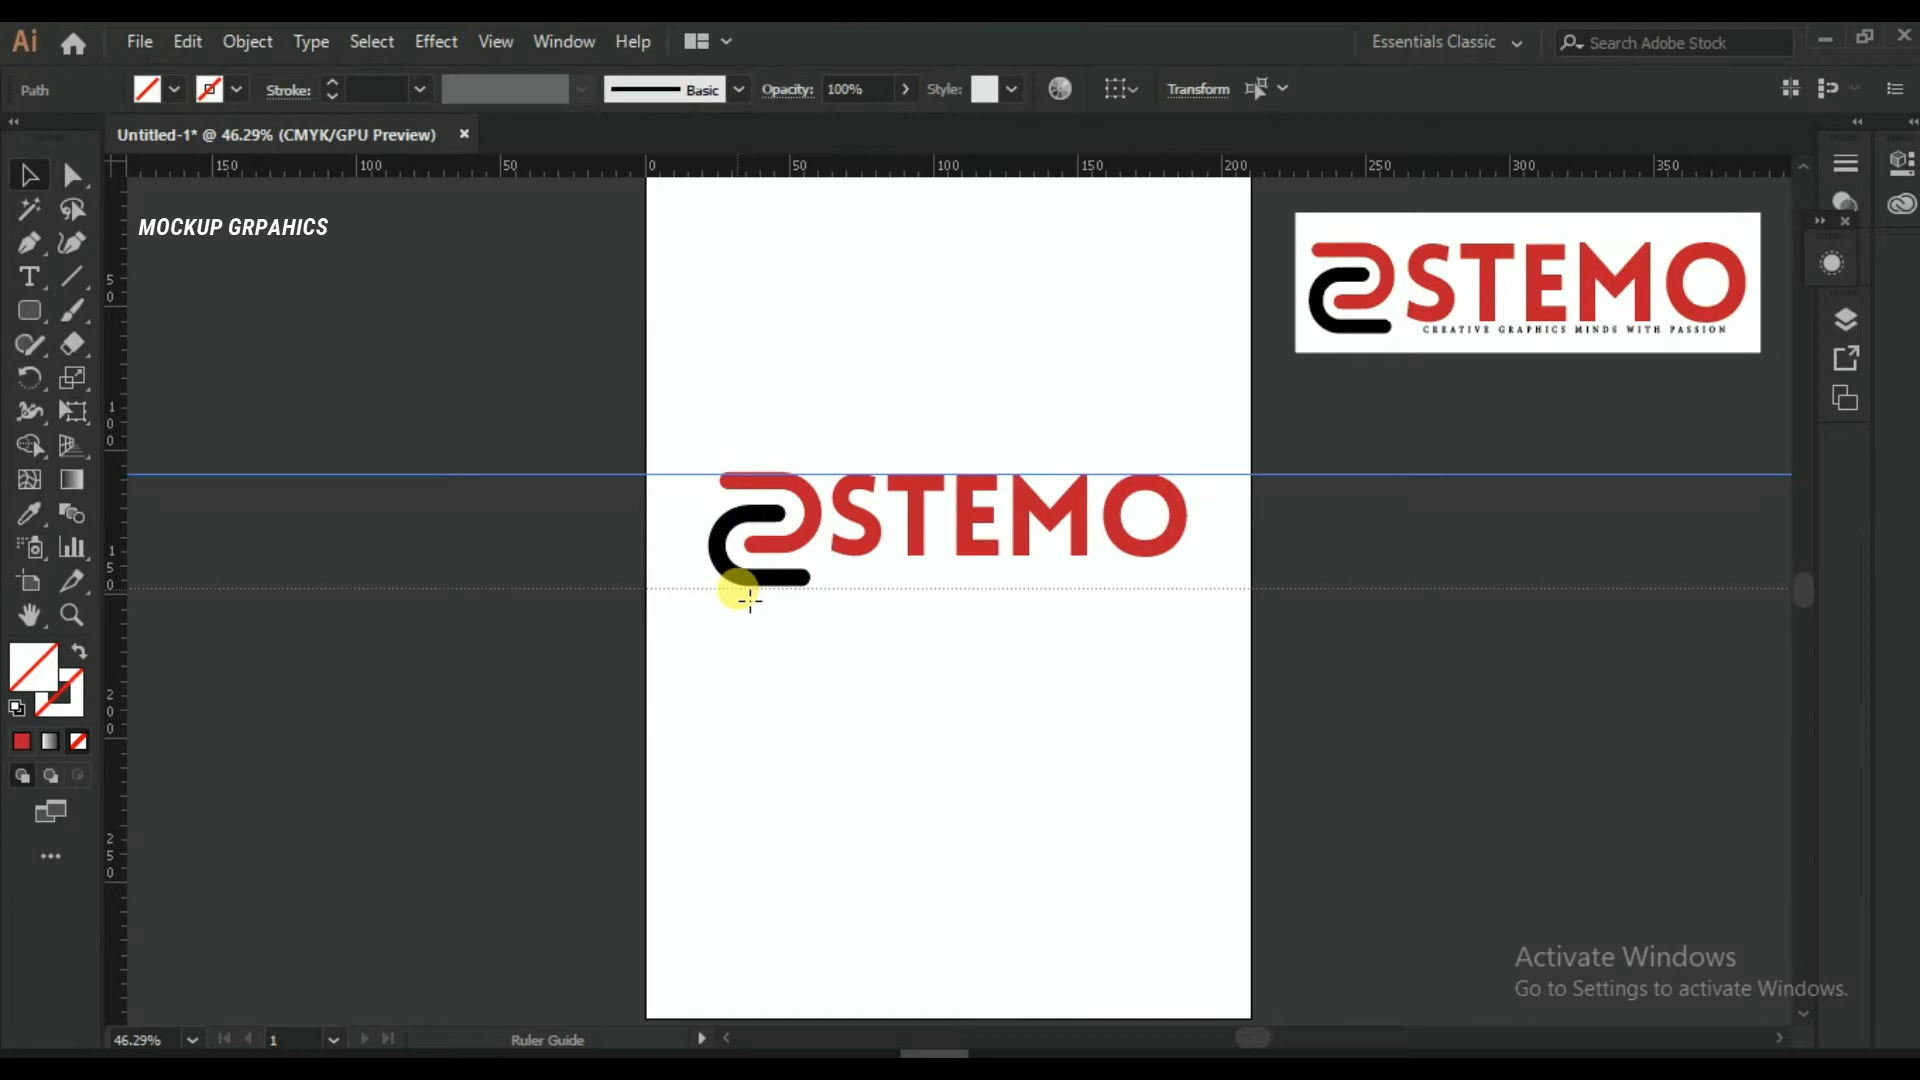 Ai File Edit Object Type Select Effect View Window Help Essentials Classic Search Adobe Stock
Path Stroke: Basic Opacity: 100% Style: Transform
Untitled-1* @ 46.29% (CMYK/GPU Preview)
150 100 50 0 50 100 150 200 250 300 350
MOCKUP GRPAHICS
STEMO
CREATIVE GRAPHICS MINDS WITH PASSION
50
100
STEMO
150
200
250
Activate Windows
Go to Settings to activate Windows.
46.29% 1 Ruler Guide